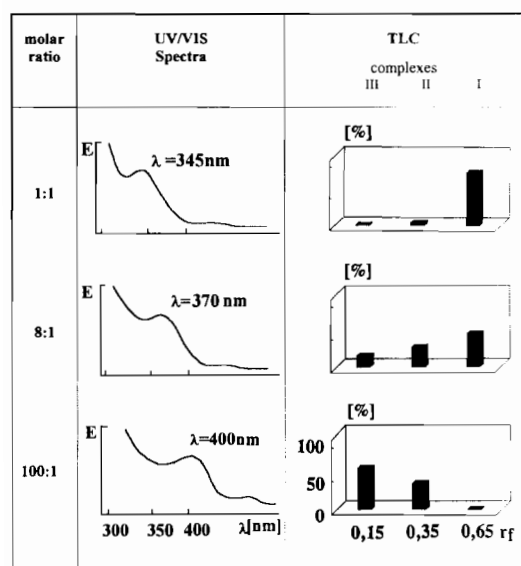 molar ratio
UV/VIS Spectra
TLC
complexes
III II I
1:1
E
λ =345nm
[%]
8:1
E
λ=370 nm
[%]
100:1
E
λ=400nm
[%]
100
50
0
300 350 400 λ[nm]
0,15 0,35 0,65 rf